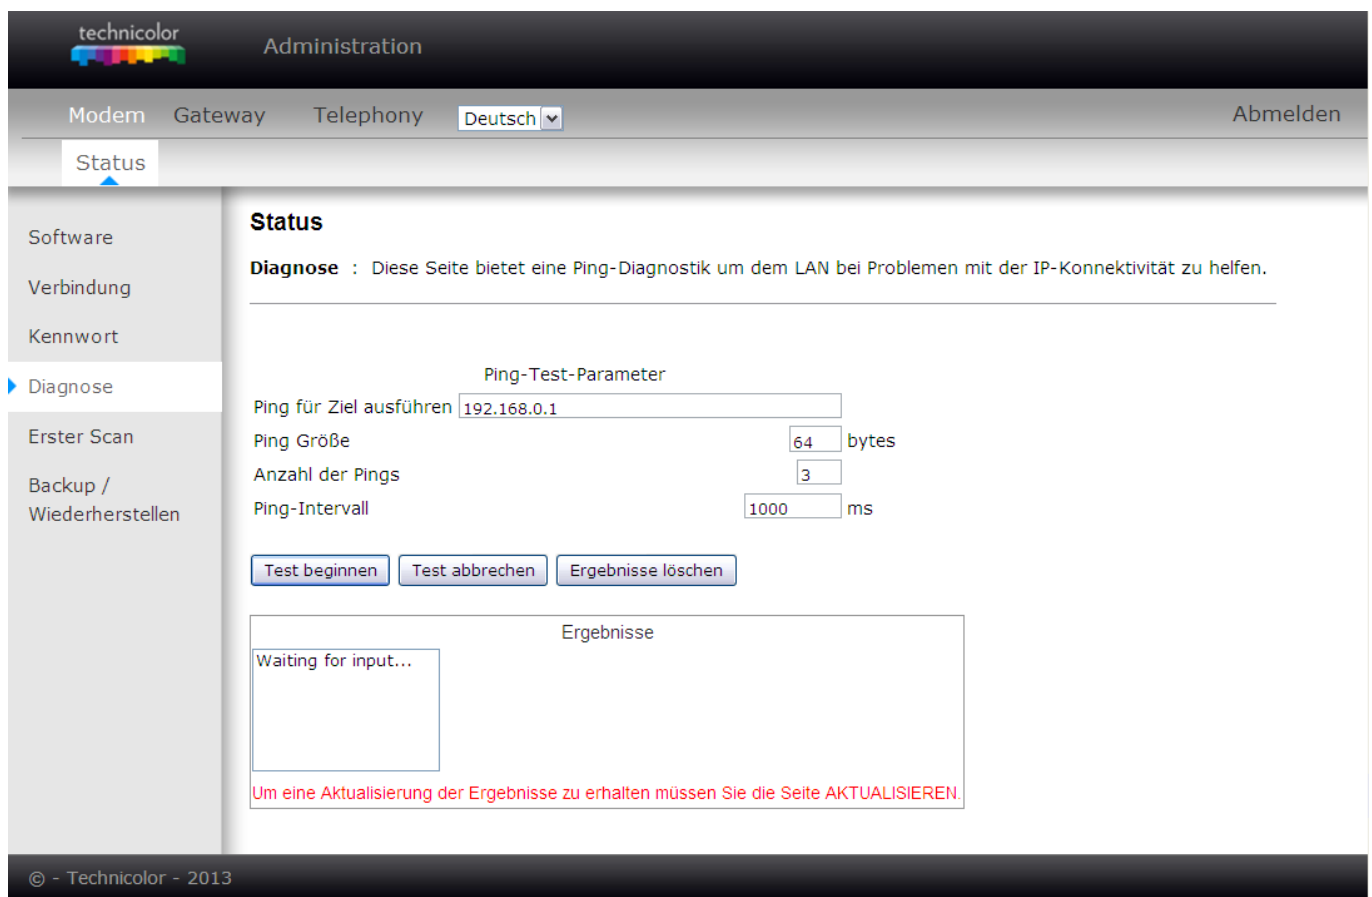 technicolor
Administration
Modem Gateway Telephony Deutsch Abmelden
Status
Software
Verbindung
Kennwort
Diagnose
Erster Scan
Backup /
Wiederherstellen
Status
Diagnose : Diese Seite bietet eine Ping-Diagnostik um dem LAN bei Problemen mit der IP-Konnektivität zu helfen.
Ping-Test-Parameter
Ping für Ziel ausführen 192.168.0.1
Ping Größe 64 bytes
Anzahl der Pings 3
Ping-Intervall 1000 ms
Test beginnen Test abbrechen Ergebnisse löschen
Ergebnisse
Waiting for input...
Um eine Aktualisierung der Ergebnisse zu erhalten müssen Sie die Seite AKTUALISIEREN.
© - Technicolor - 2013